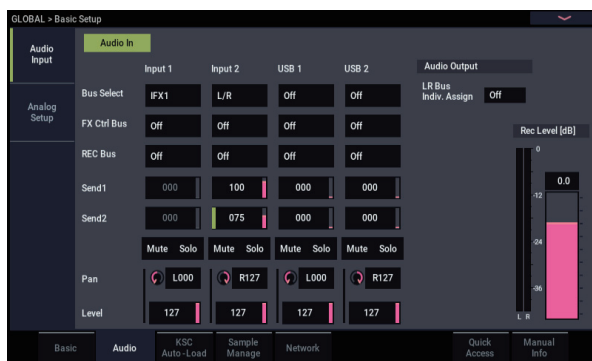 GLOBAL > Basic Setup
Audio Input
Analog Setup
Audio In
Input 1 Input 2 USB 1 USB 2
Bus Select IFX1 L/R Off Off
FX Ctrl Bus Off Off Off Off
REC Bus Off Off Off Off
Send1 000 100 000 000
Send2 000 075 000 000
Mute Solo Mute Solo Mute Solo Mute Solo
Pan L000 R127 L000 R127
Level 127 127 127 127
Audio Output
LR Bus
Indiv. Assign Off
Rec Level [dB]
0
0.0
-12
-24
-36
L R
Basic Audio KSC Auto-Load Sample Manage Network Quick Access Manual Info